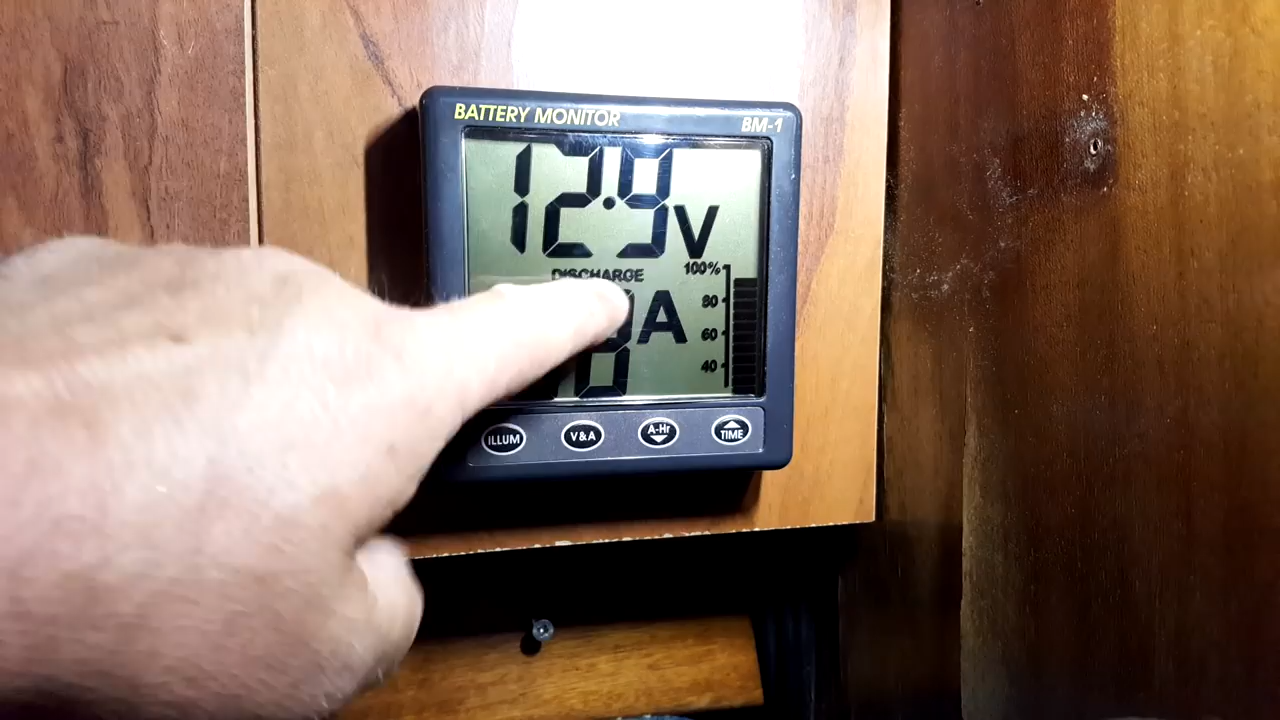 BATTERY MONITOR BM-1
12.9V
DISCHARGE
100%
A
80
60
40
ILLUM V&A A-Hr TIME